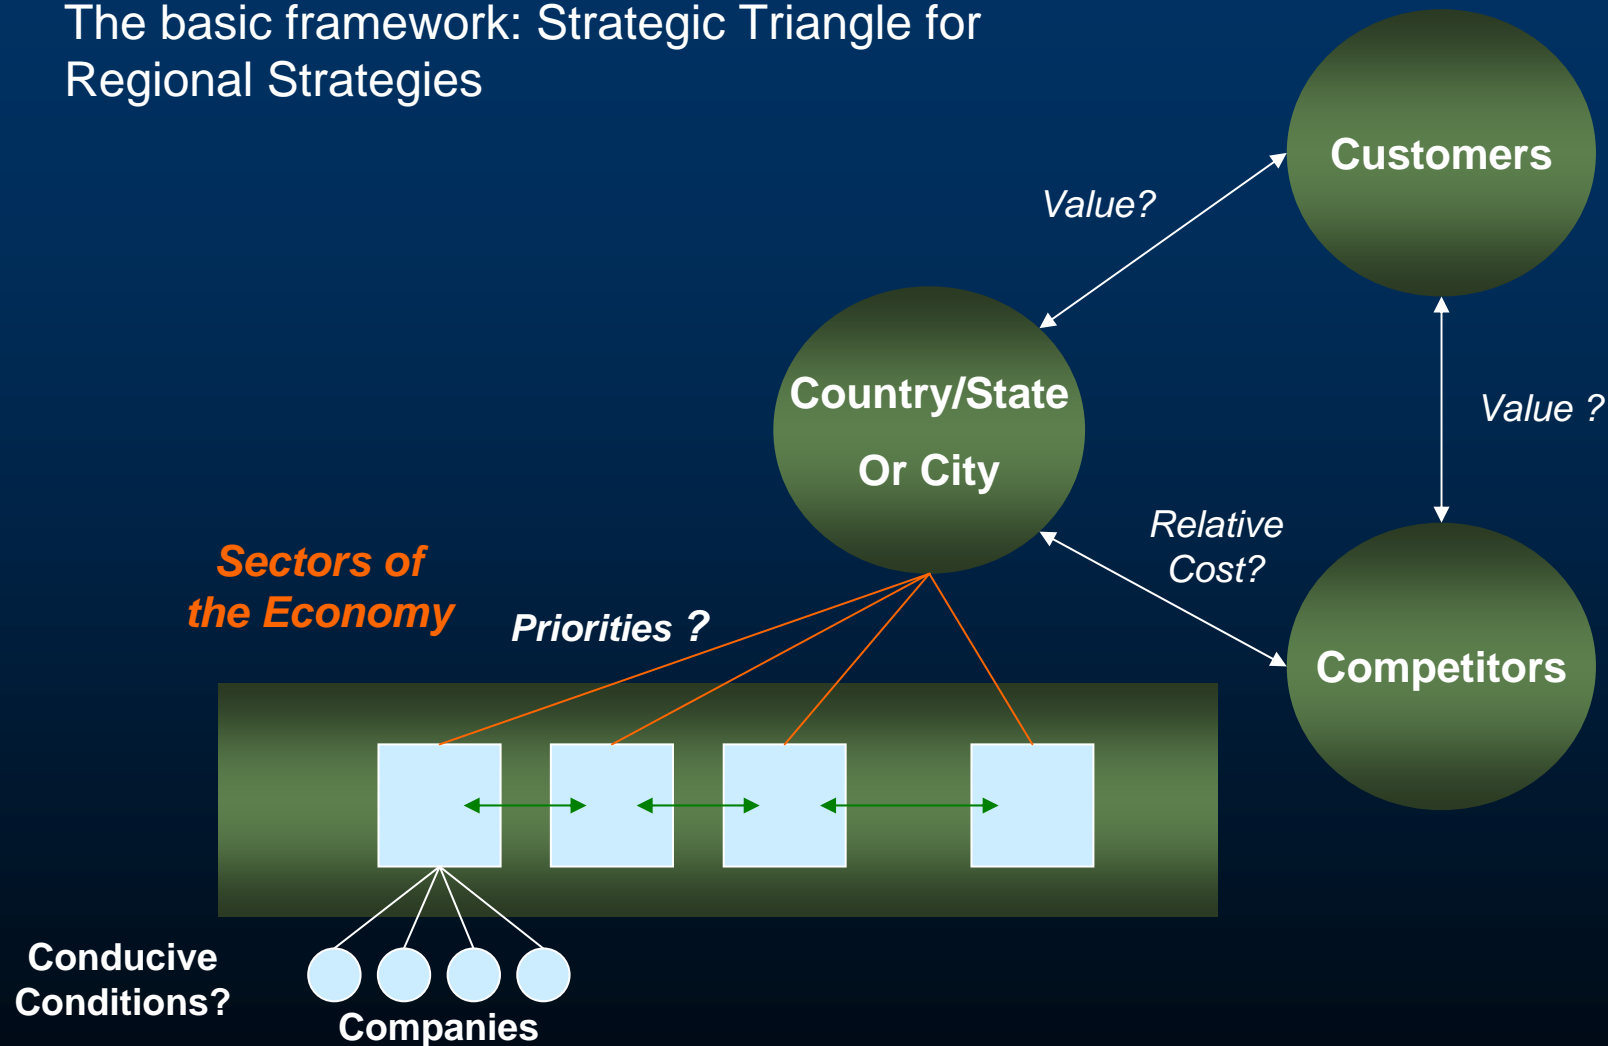 The basic framework: Strategic Triangle for
Regional Strategies
Customers
Value?
Country/State
Or City
Value ?
Relative
Cost?
Competitors
Sectors of
the Economy
Priorities ?
Conducive
Conditions?
Companies